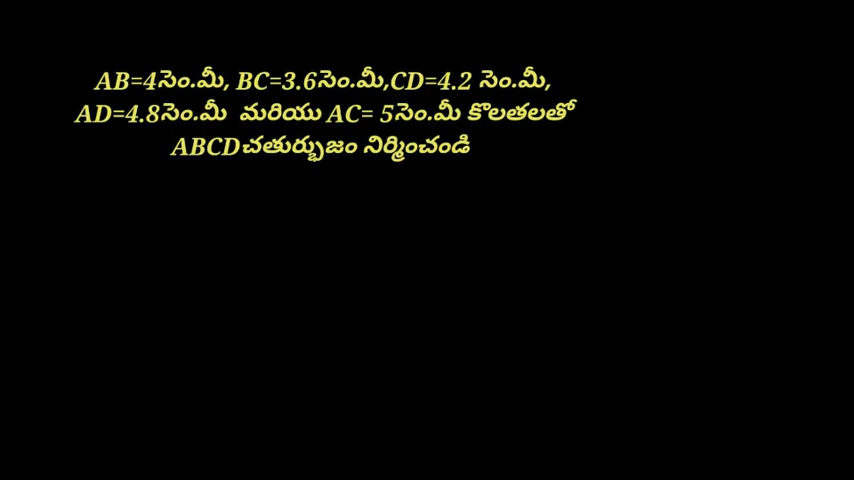 AB=4సెం.మీ, BC=3.6సెం.మీ,CD=4.2 సెం.మీ,
AD=4.8సెం.మీ మరియు AC= 5సెం.మీ కొలతలతో
ABCDచతుర్భుజం నిర్మించండి